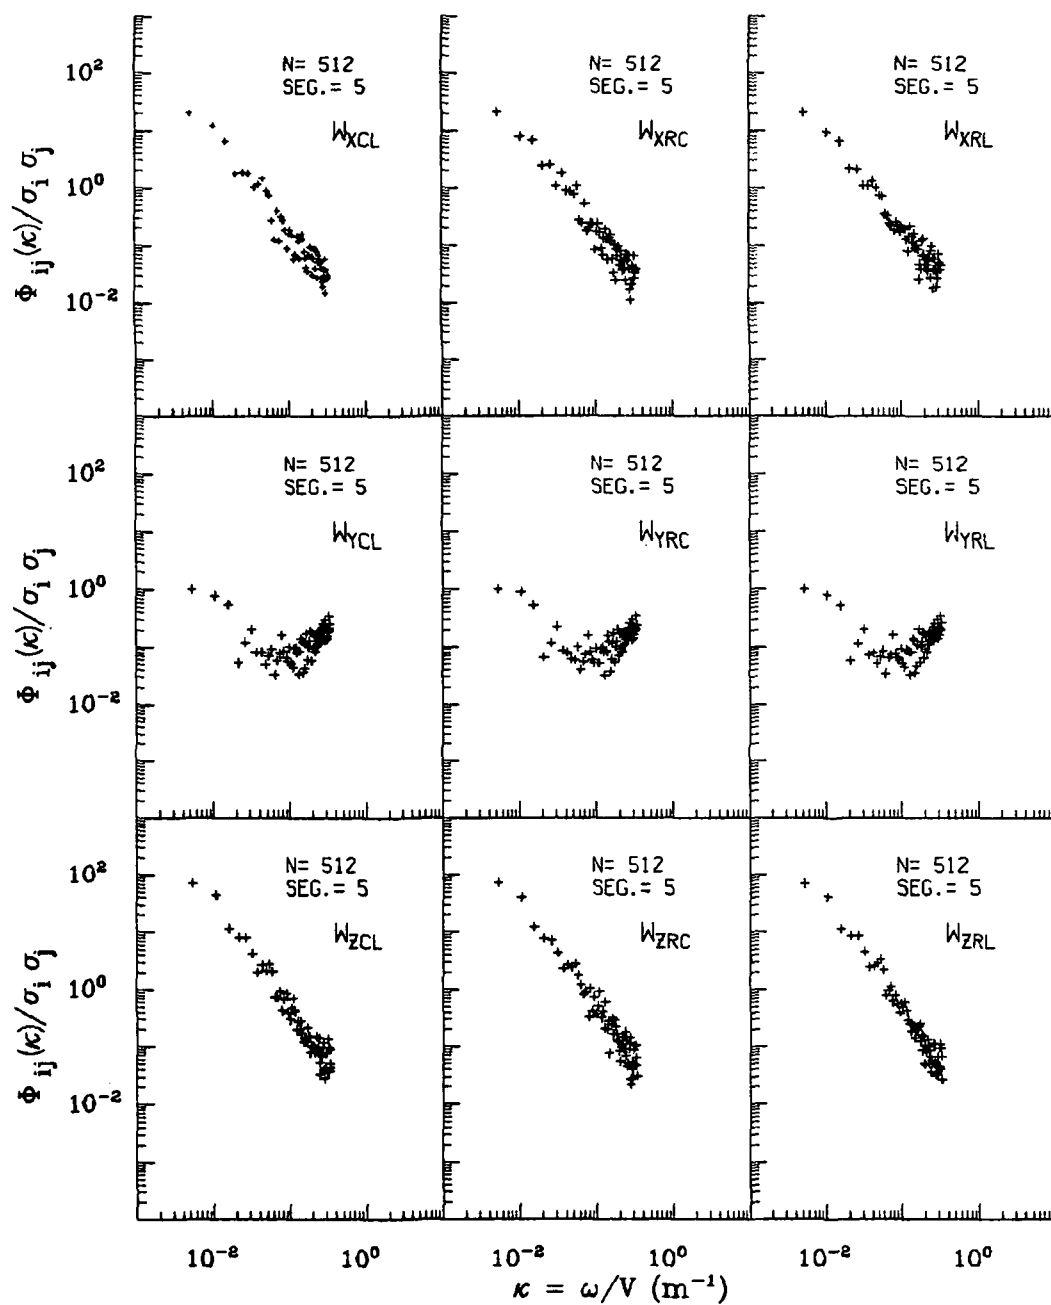 N= 512 N= 512 N= 512
SEG.= 5 SEG.= 5 SEG.= 5
W_XCL W_XRC W_XRL
10²
10⁰
10⁻²
Φ_ij(κ)/σ_i σ_j
N= 512 N= 512 N= 512
SEG.= 5 SEG.= 5 SEG.= 5
W_YCL W_YRC W_YRL
10²
10⁰
10⁻²
Φ_ij(κ)/σ_i σ_j
N= 512 N= 512 N= 512
SEG.= 5 SEG.= 5 SEG.= 5
W_ZCL W_ZRC W_ZRL
10²
10⁰
10⁻²
Φ_ij(κ)/σ_i σ_j
10⁻² 10⁰ 10⁻² 10⁰ 10⁻² 10⁰
κ = ω/V (m⁻¹)